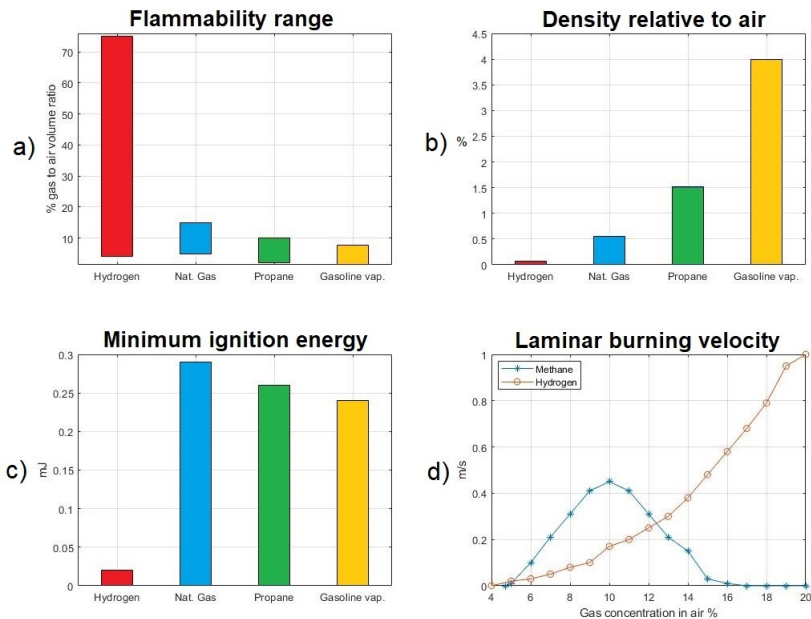 Flammability range
a)
% gas to air volume ratio
70
60
50
40
30
20
10
Hydrogen Nat. Gas Propane Gasoline vap.
Density relative to air
b)
%
4.5
4
3.5
3
2.5
2
1.5
1
0.5
0
Hydrogen Nat. Gas Propane Gasoline vap.
Minimum ignition energy
c)
mJ
0.3
0.25
0.2
0.15
0.1
0.05
0
Hydrogen Nat. Gas Propane Gasoline vap.
Laminar burning velocity
d)
m/s
Methane
Hydrogen
1
0.8
0.6
0.4
0.2
0
4 6 8 10 12 14 16 18 20
Gas concentration in air %